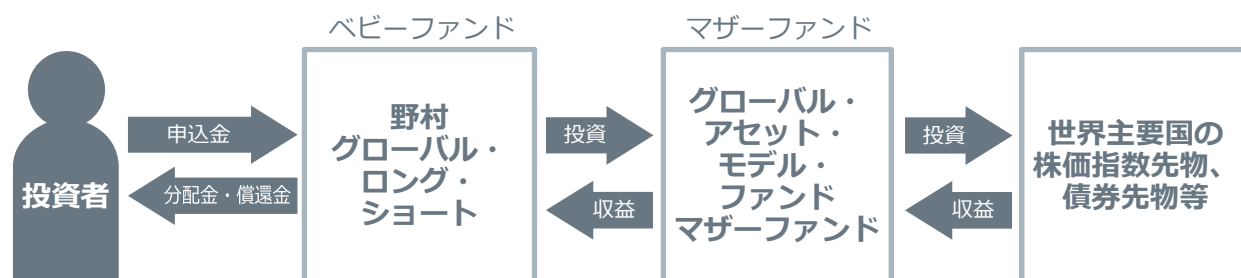 ベビーファンド
マザーファンド
投資者
申込金
分配金・償還金
野村
グローバル・
ロング・
ショート
投資
収益
グローバル・
アセット・
モデル・
ファンド
マザーファンド
投資
収益
世界主要国の
株価指数先物、
債券先物等